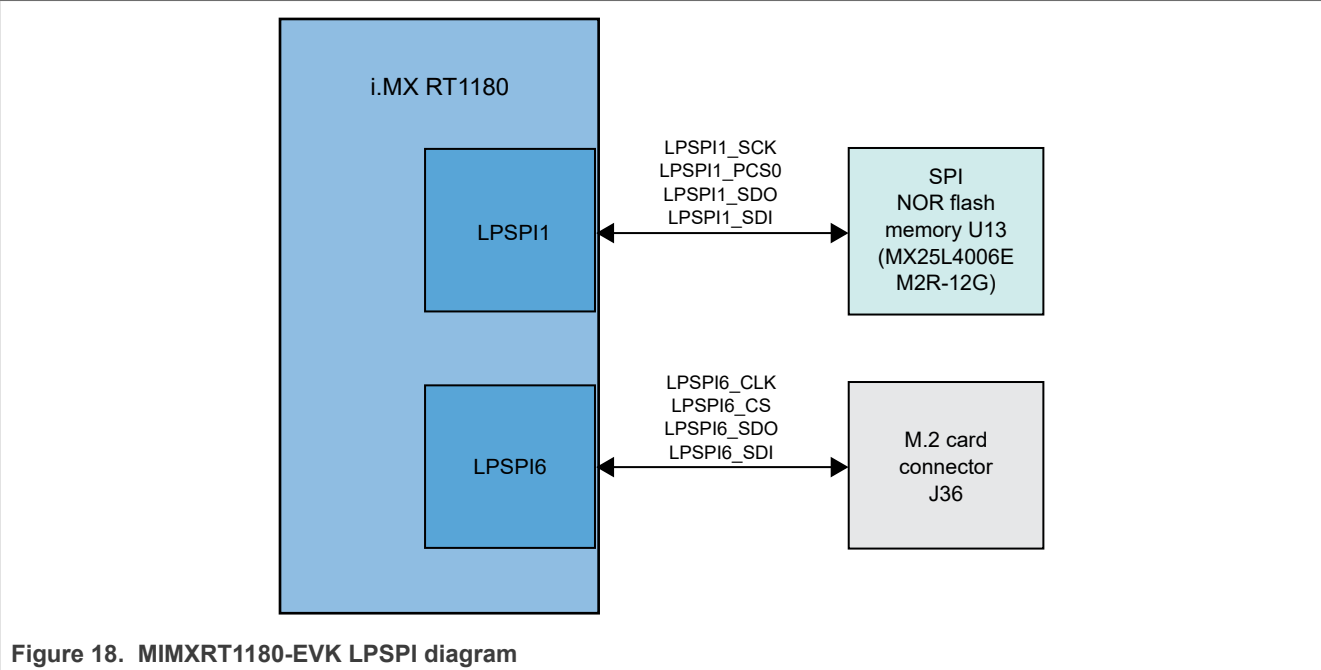 i.MX RT1180
LPSPI1
LPSPI1_SCK
LPSPI1_PCS0
LPSPI1_SDO
LPSPI1_SDI
SPI
NOR flash
memory U13
(MX25L4006E
M2R-12G)
LPSPI6
LPSPI6_CLK
LPSPI6_CS
LPSPI6_SDO
LPSPI6_SDI
M.2 card
connector
J36
Figure 18. MIMXRT1180-EVK LPSPI diagram